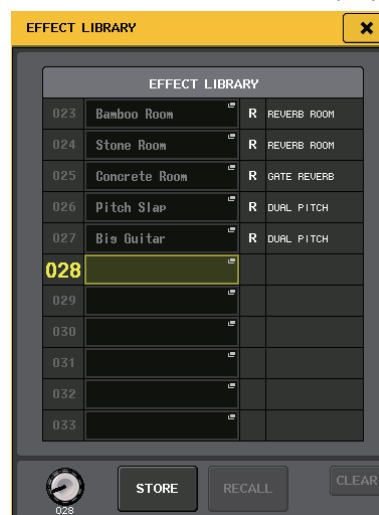 EFFECT LIBRARY
EFFECT LIBRARY
023 Bamboo Room R REVERB ROOM
024 Stone Room R REVERB ROOM
025 Concrete Room R GATE REVERB
026 Pitch Slap R DUAL PITCH
027 Big Guitar R DUAL PITCH
028
029
030
031
032
033
STORE RECALL CLEAR
028